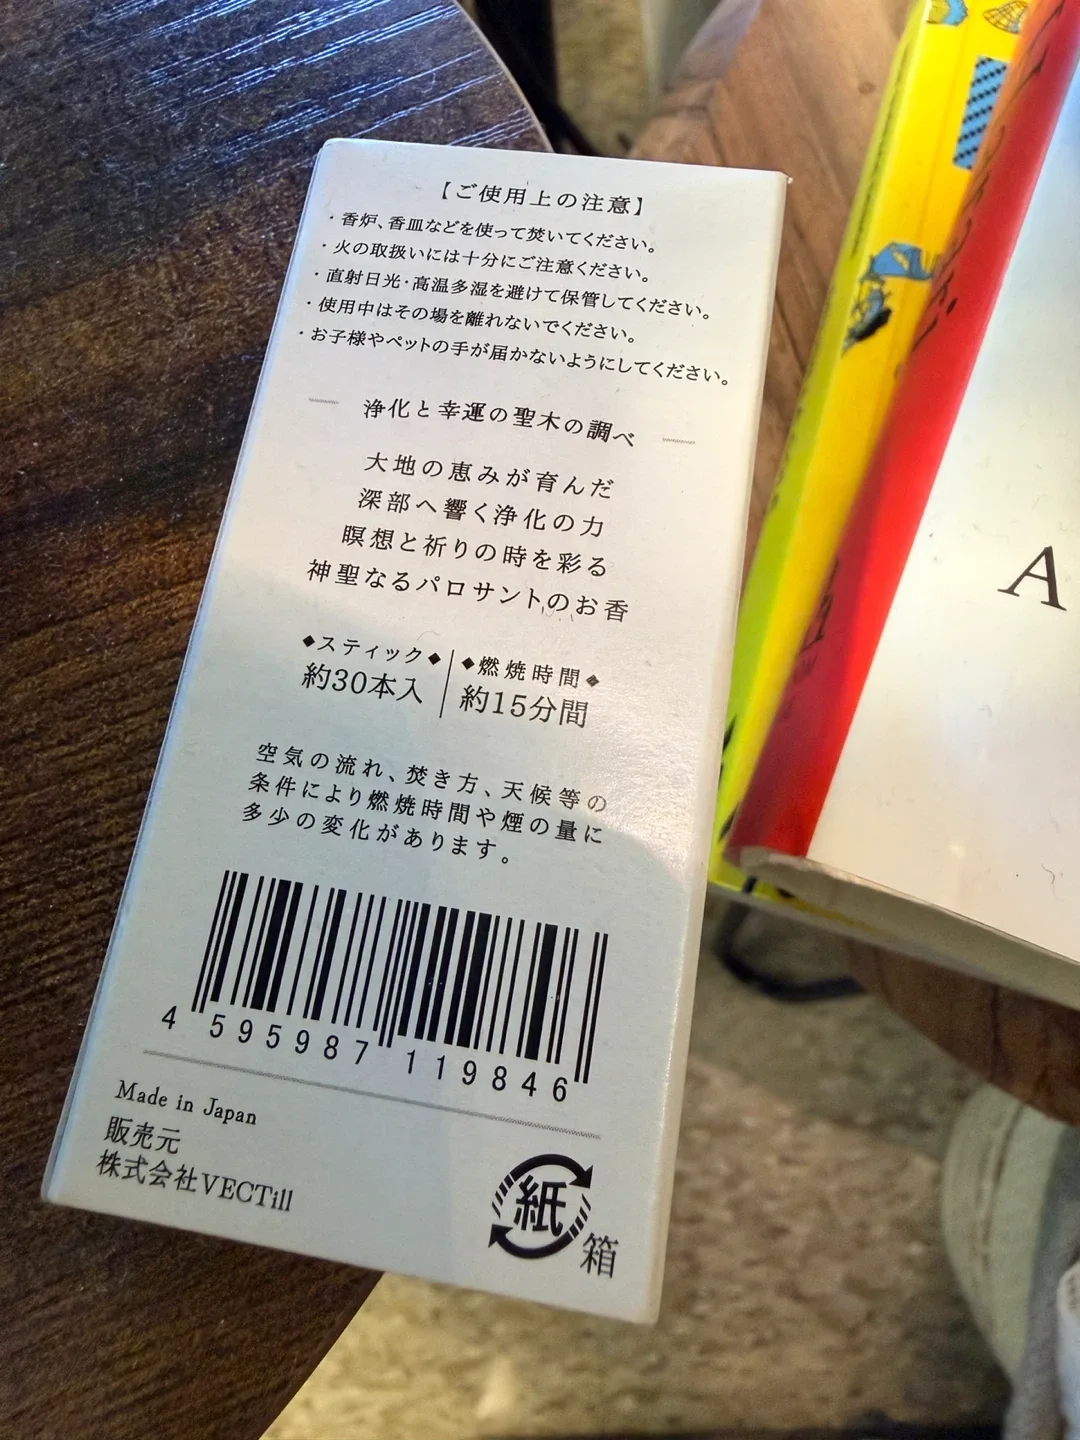 【ご使用上の注意】
・香炉、香皿などを使って焚いてください。
・火の取扱いには十分にご注意ください。
・直射日光・高温多湿を避けて保管してください。
・使用中はその場を離れないでください。
・お子様やペットの手が届かないようにしてください。
浄化と幸運の聖木の調べ
大地の恵みが育んだ
深部へ響く浄化の力
瞑想と祈りの時を彩る
神聖なるパロサントのお香
◆スティック◆
約30本入
◆燃焼時間◆
約15分間
空気の流れ、焚き方、天候等の
条件により燃焼時間や煙の量に
多少の変化があります。
4 595987 119846
Made in Japan
販売元
株式会社VECTill
紙
箱
A